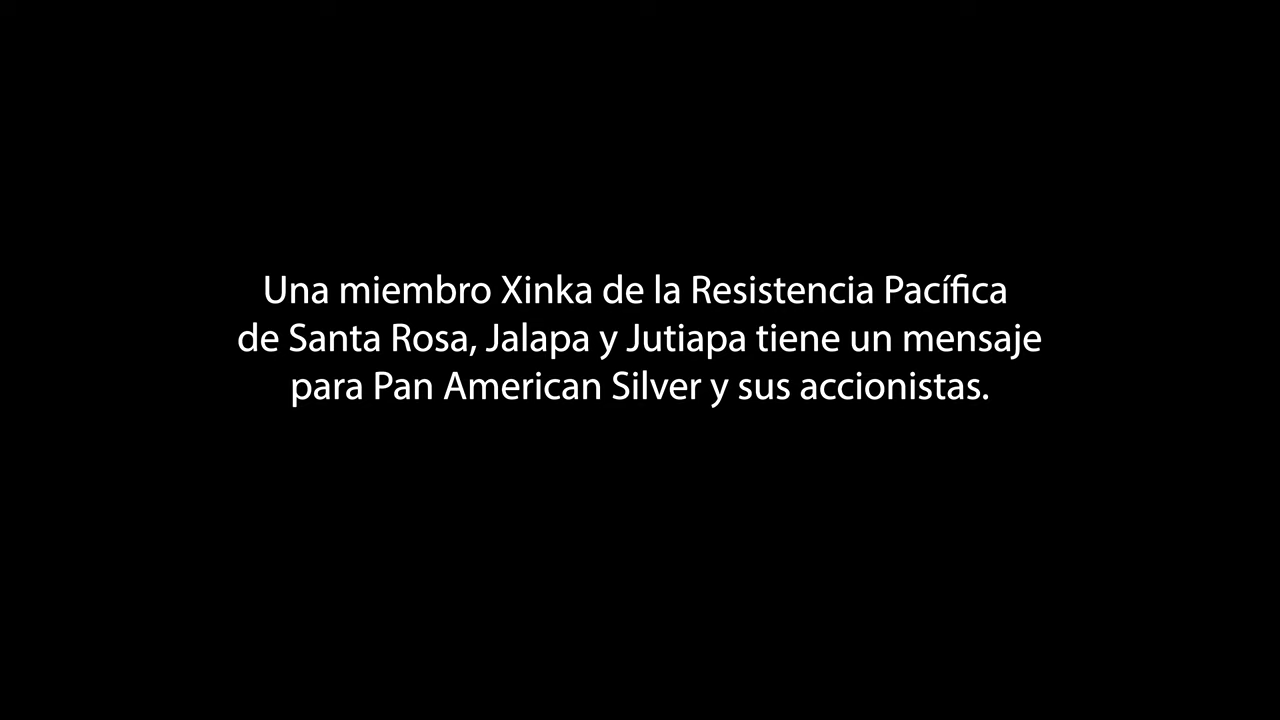 Una miembro Xinka de la Resistencia Pacífica
de Santa Rosa, Jalapa y Jutiapa tiene un mensaje
para Pan American Silver y sus accionistas.